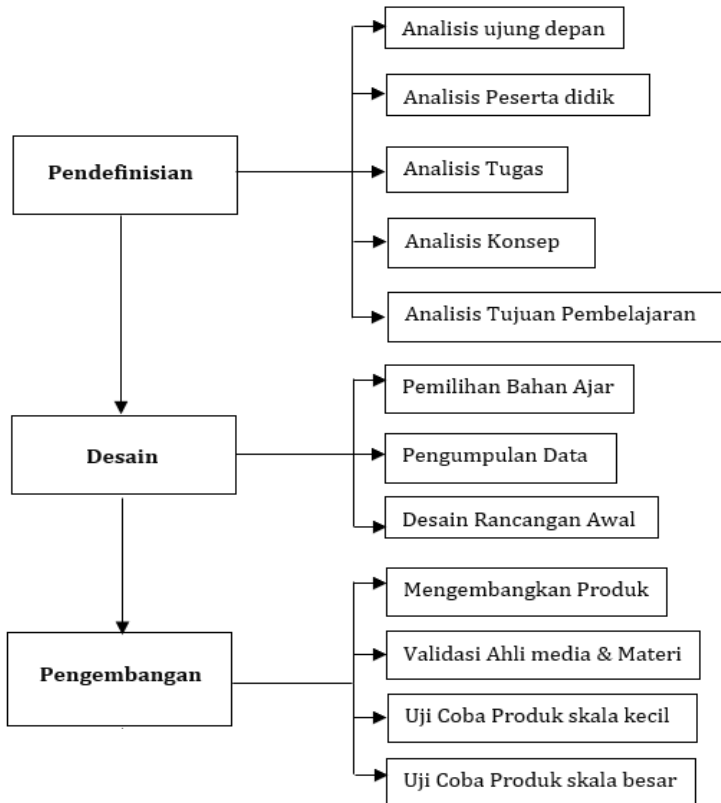 Pendefinisian
Analisis ujung depan
Analisis Peserta didik
Analisis Tugas
Analisis Konsep
Analisis Tujuan Pembelajaran
Desain
Pemilihan Bahan Ajar
Pengumpulan Data
Desain Rancangan Awal
Pengembangan
Mengembangkan Produk
Validasi Ahli media & Materi
Uji Coba Produk skala kecil
Uji Coba Produk skala besar